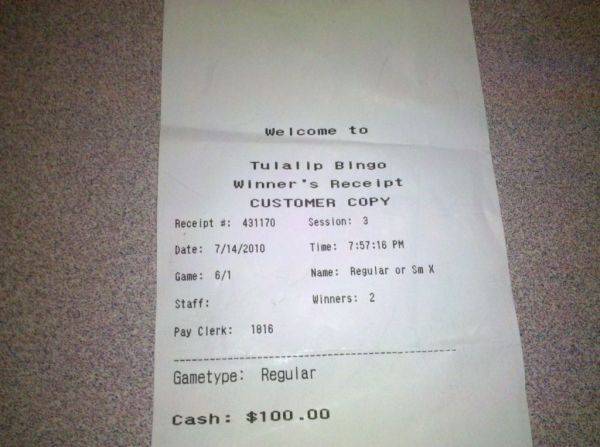 Welcome to
Tulalip Bingo
Winner's Receipt
CUSTOMER COPY
Receipt #: 431170 Session: 3
Date: 7/14/2010 Time: 7:57:16 PM
Game: 6/1 Name: Regular or Sm X
Staff: Winners: 2
Pay Clerk: 1816
Gametype: Regular
Cash: $100.00